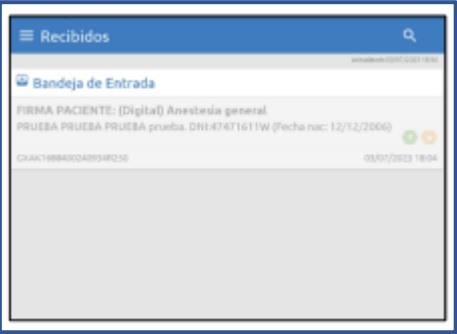 Recibidos
Bandeja de Entrada
FIRMA PACIENTE: (Digital) Anestesia general
PRUEBA PRUEBA PRUEBA prueba. DNI:47471611W (Fecha nac: 12/12/2006)
03/07/2023 18:04